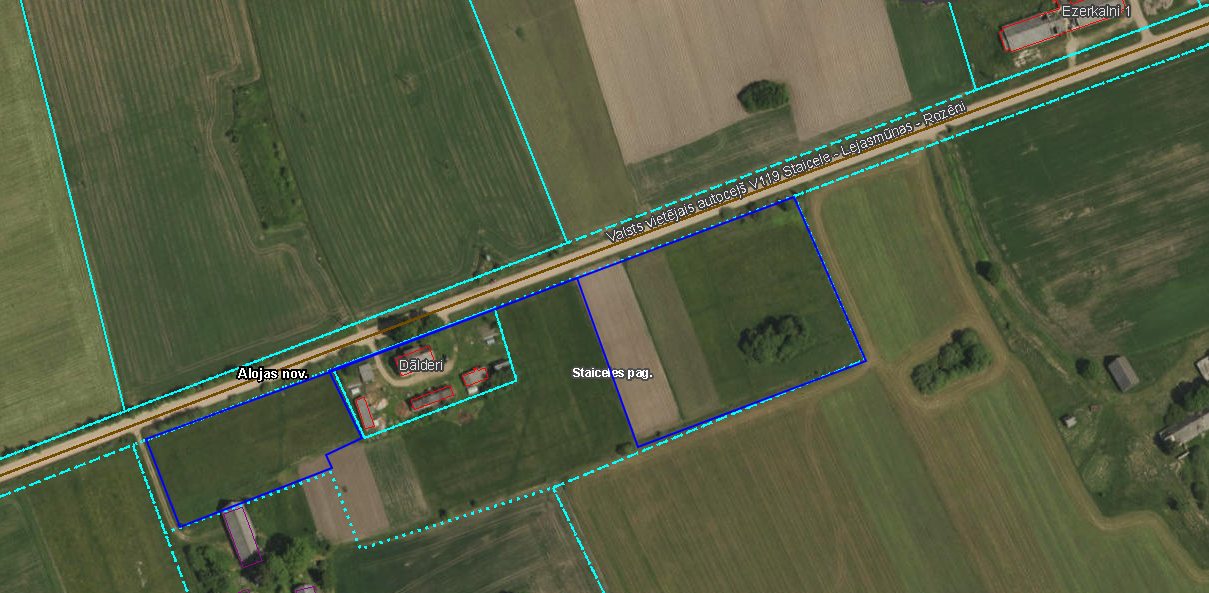 Ezerkalni 1
Valsts vietējais autoceļš V119 Staicele - Lejasmūnas - Rozēni
Dālderi
Alojas nov.
Staiceles pag.